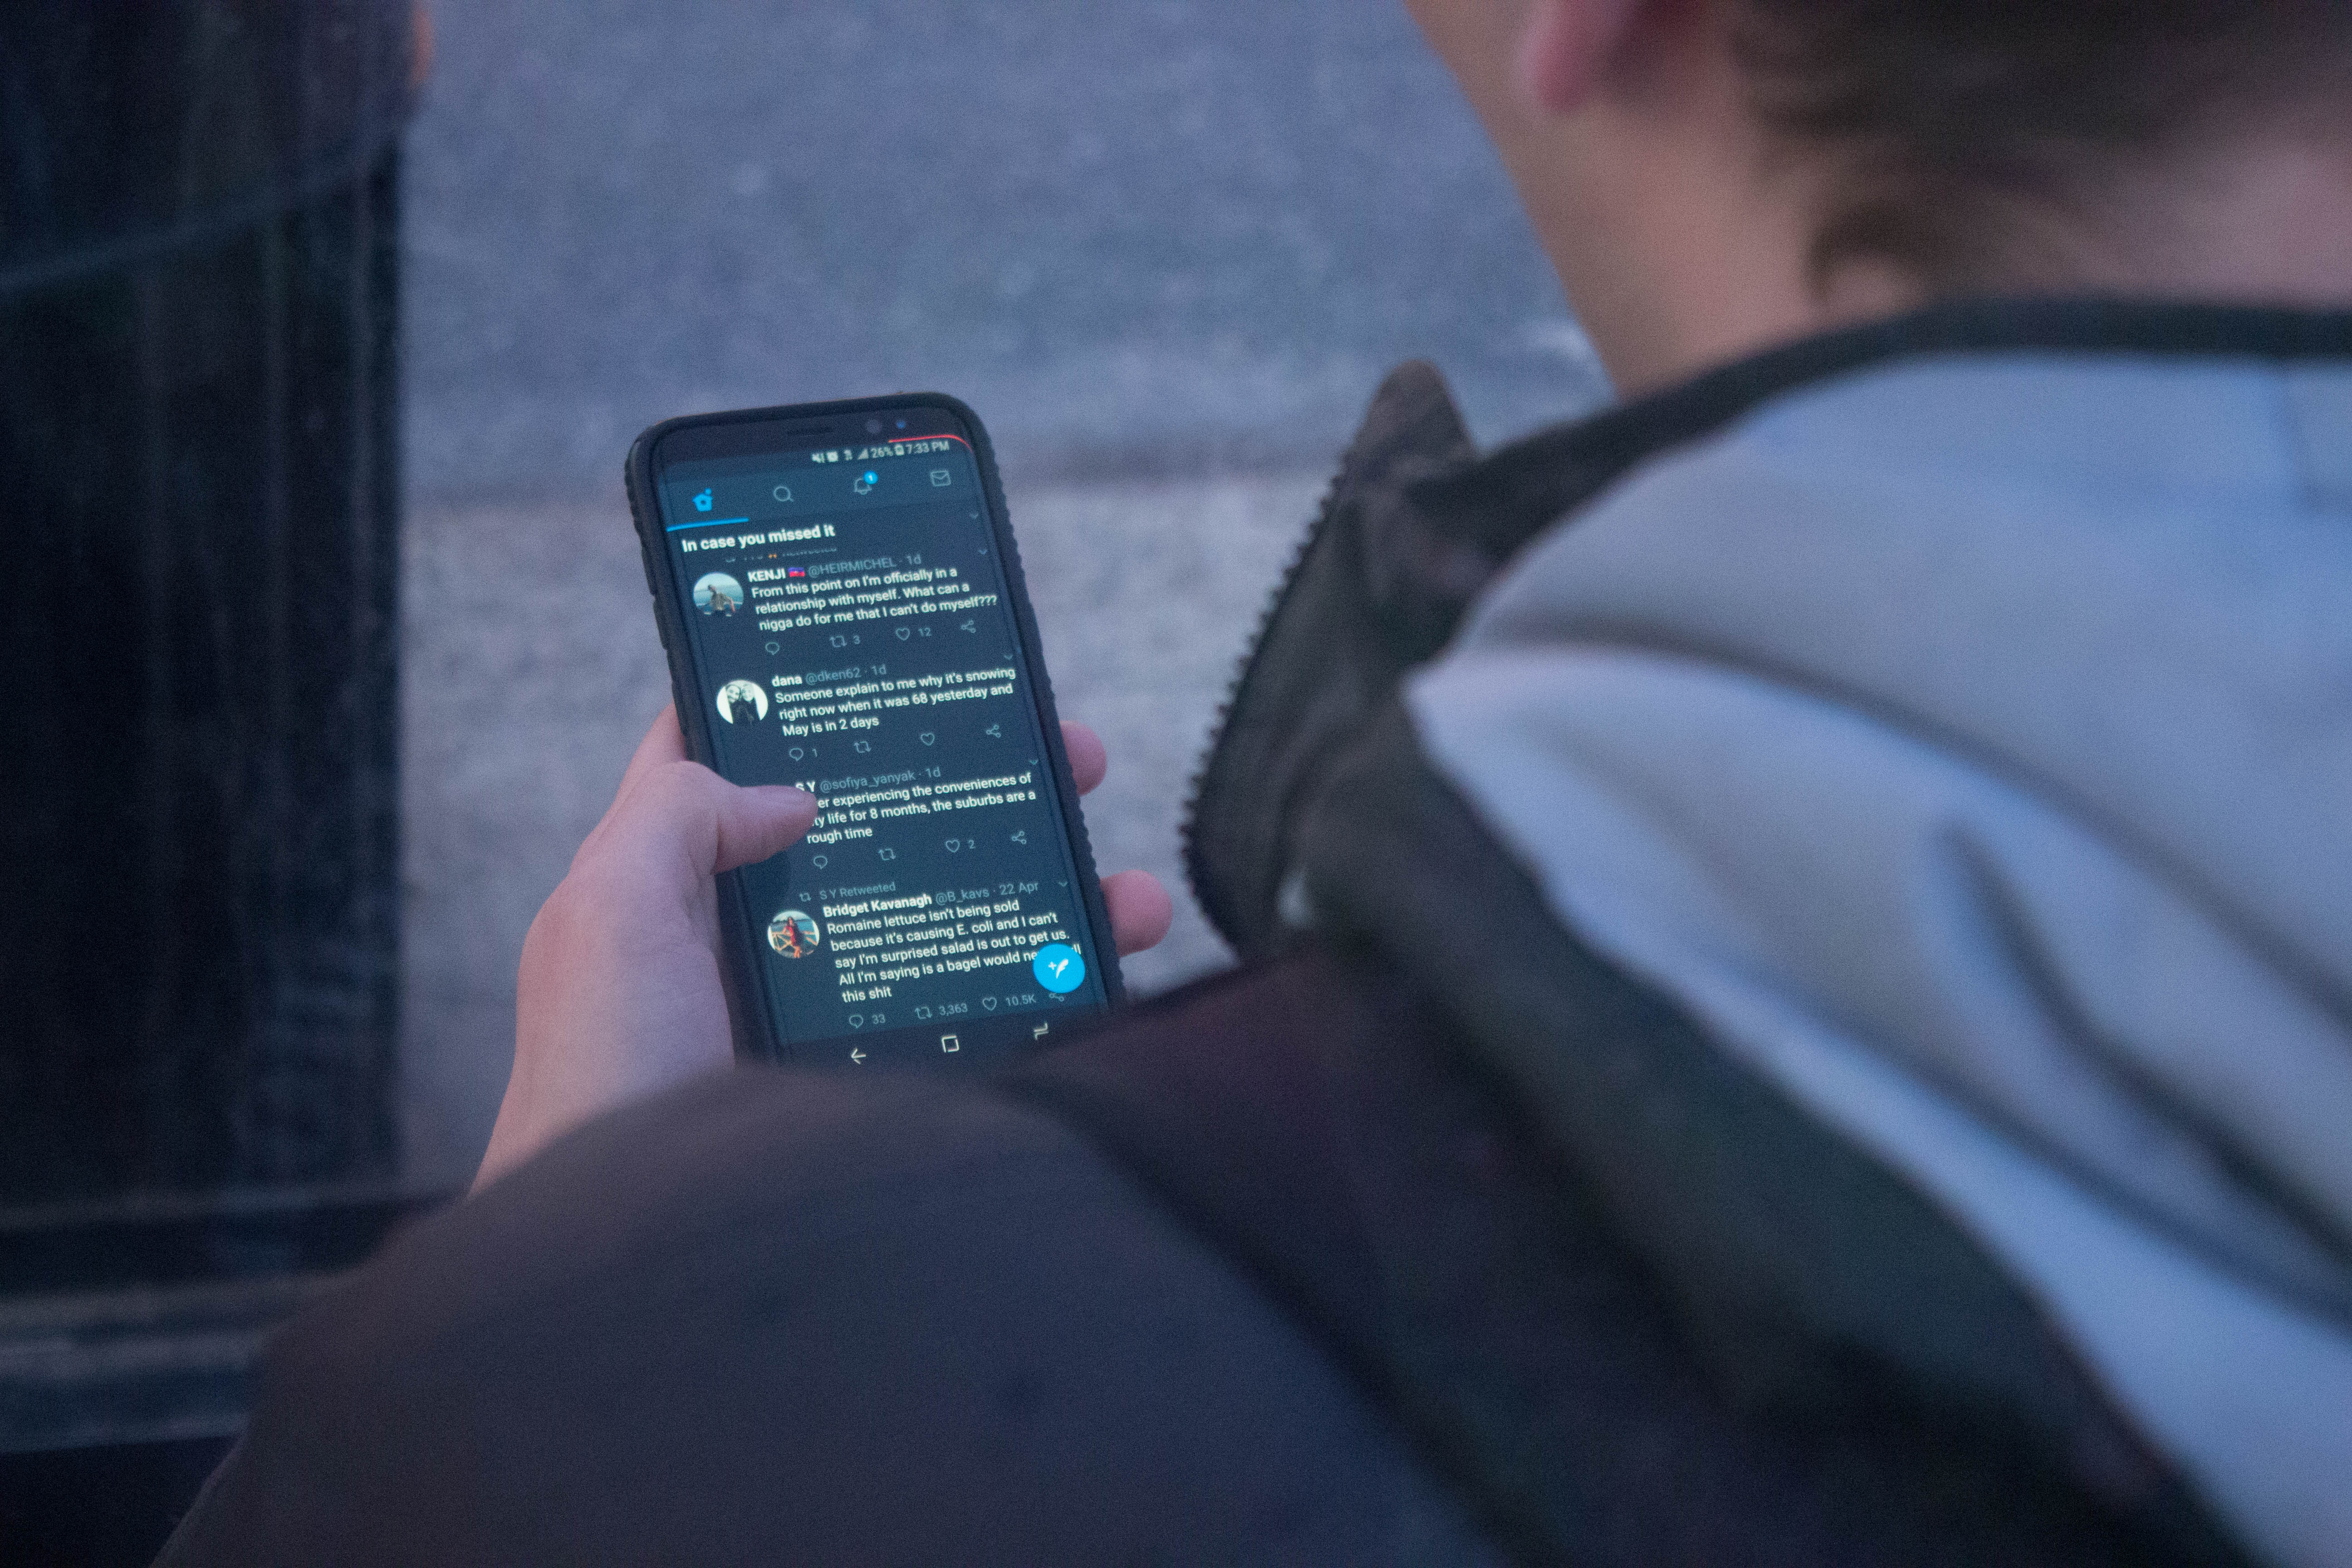 26% 7:33 PM
1
In case you missed it
Retweeted
KENJI 🇭🇹 @HEIRMICHEL · 1d
From this point on I'm officially in a
relationship with myself. What can a
nigga do for me that I can't do myself???
3 12
dana @dken62 · 1d
Someone explain to me why it's snowing
right now when it was 68 yesterday and
May is in 2 days
1
S Y @sofiya_yanyak · 1d
er experiencing the conveniences of
ty life for 8 months, the suburbs are a
rough time
2
S Y Retweeted
Bridget Kavanagh @B_kavs · 22 Apr
Romaine lettuce isn't being sold
because it's causing E. coli and I can't
say I'm surprised salad is out to get us.
All I'm saying is a bagel would
this shit
33 3,363 10.5K